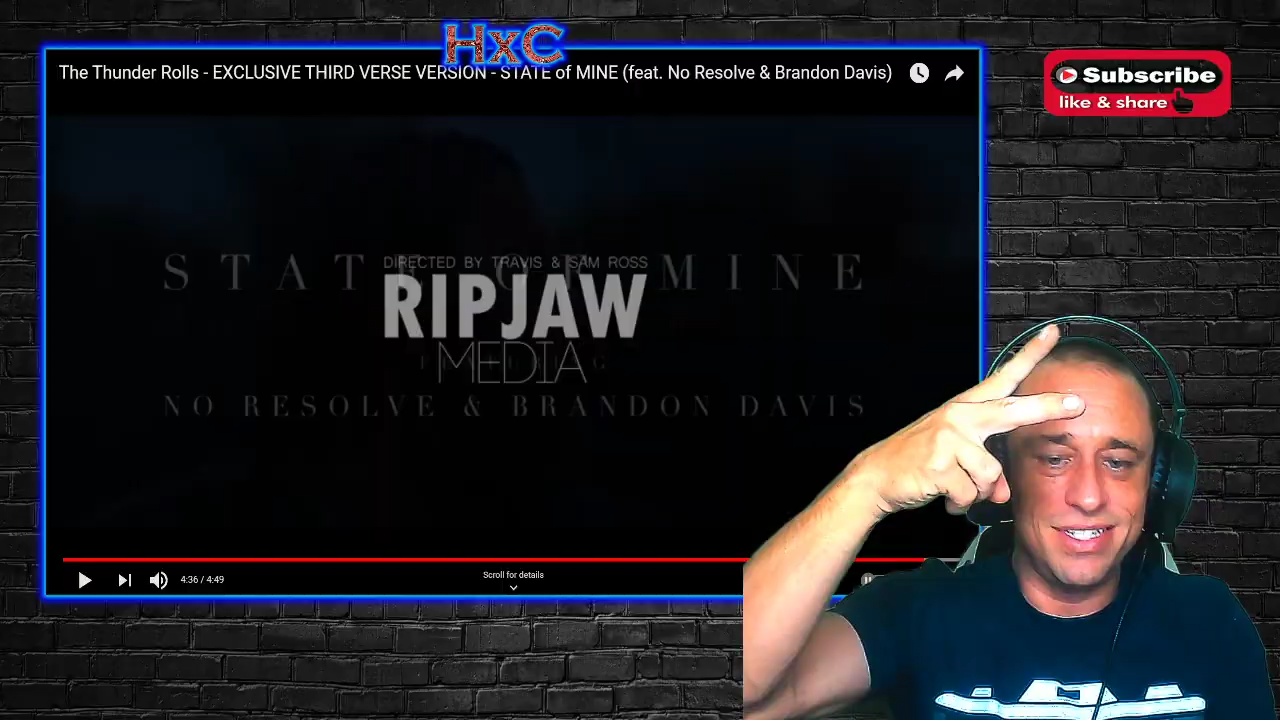 HxC
The Thunder Rolls - EXCLUSIVE THIRD VERSE VERSION - STATE of MINE (feat. No Resolve & Brandon Davis)
Subscribe
like & share
DIRECTED BY TRAVIS & SAM ROSS
RIPJAW
MEDIA
NO RESOLVE & BRANDON DAVIS
4:36 / 4:49
Scroll for details